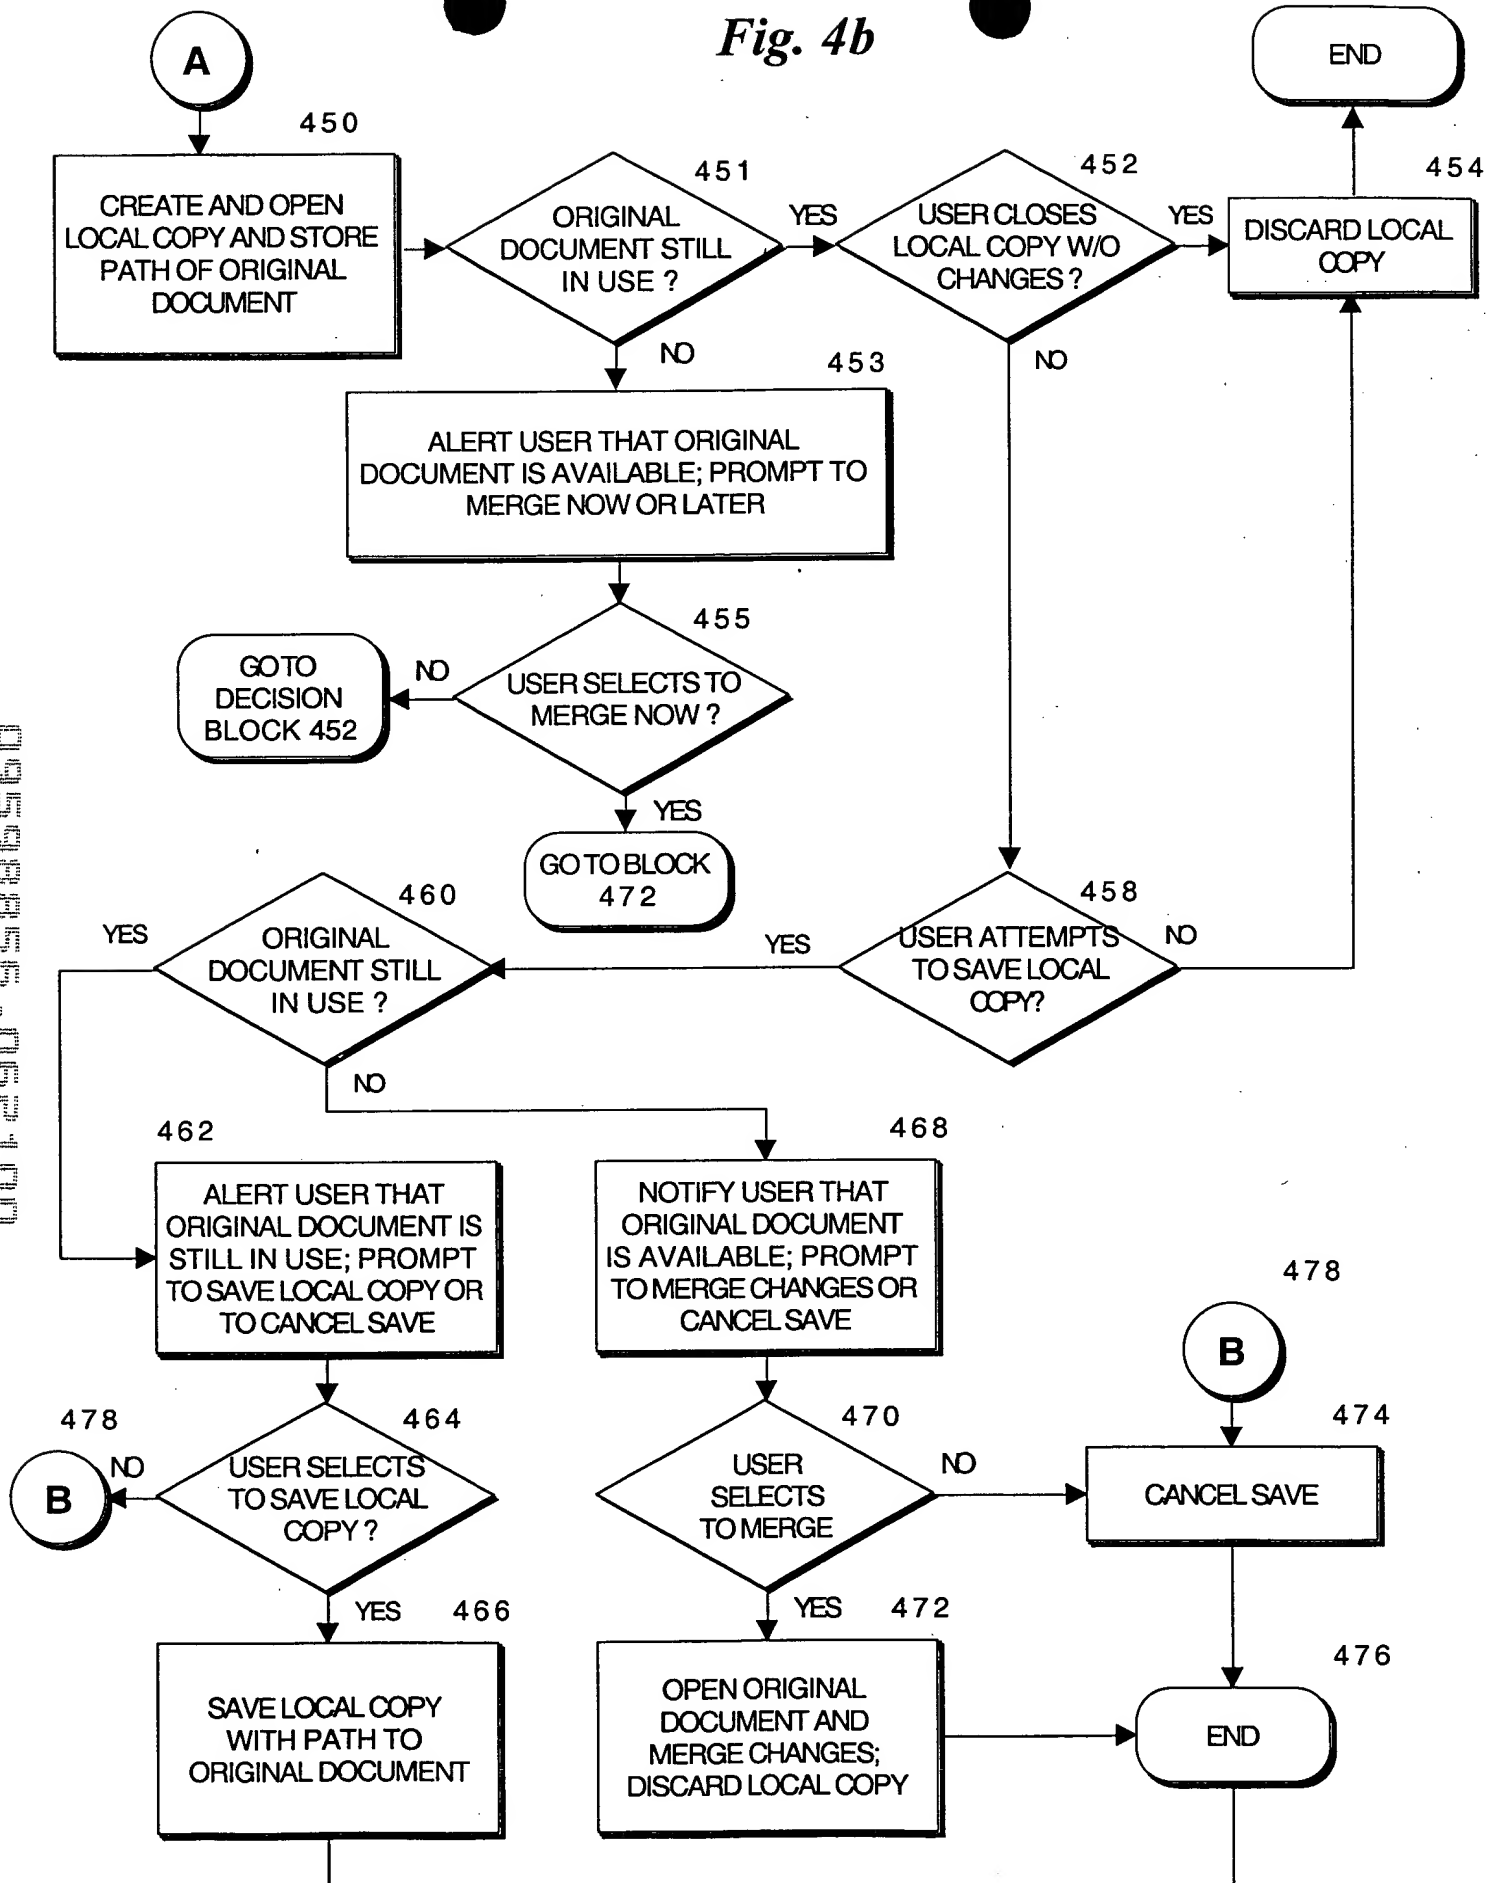 Fig. 4b
A
END
450
CREATE AND OPEN
LOCAL COPY AND STORE
PATH OF ORIGINAL
DOCUMENT
451
ORIGINAL
DOCUMENT STILL
IN USE ?
YES
NO
452
USER CLOSES
LOCAL COPY W/O
CHANGES ?
YES
NO
454
DISCARD LOCAL
COPY
453
ALERT USER THAT ORIGINAL
DOCUMENT IS AVAILABLE; PROMPT TO
MERGE NOW OR LATER
455
USER SELECTS TO
MERGE NOW ?
NO
GO TO
DECISION
BLOCK 452
YES
GO TO BLOCK
472
458
USER ATTEMPTS
TO SAVE LOCAL
COPY?
NO
YES
460
ORIGINAL
DOCUMENT STILL
IN USE ?
YES
NO
462
ALERT USER THAT
ORIGINAL DOCUMENT IS
STILL IN USE; PROMPT
TO SAVE LOCAL COPY OR
TO CANCEL SAVE
468
NOTIFY USER THAT
ORIGINAL DOCUMENT
IS AVAILABLE; PROMPT
TO MERGE CHANGES OR
CANCEL SAVE
478
B
478
B
NO
464
USER SELECTS
TO SAVE LOCAL
COPY ?
YES
470
USER
SELECTS
TO MERGE
NO
YES
474
CANCEL SAVE
466
SAVE LOCAL COPY
WITH PATH TO
ORIGINAL DOCUMENT
472
OPEN ORIGINAL
DOCUMENT AND
MERGE CHANGES;
DISCARD LOCAL COPY
476
END